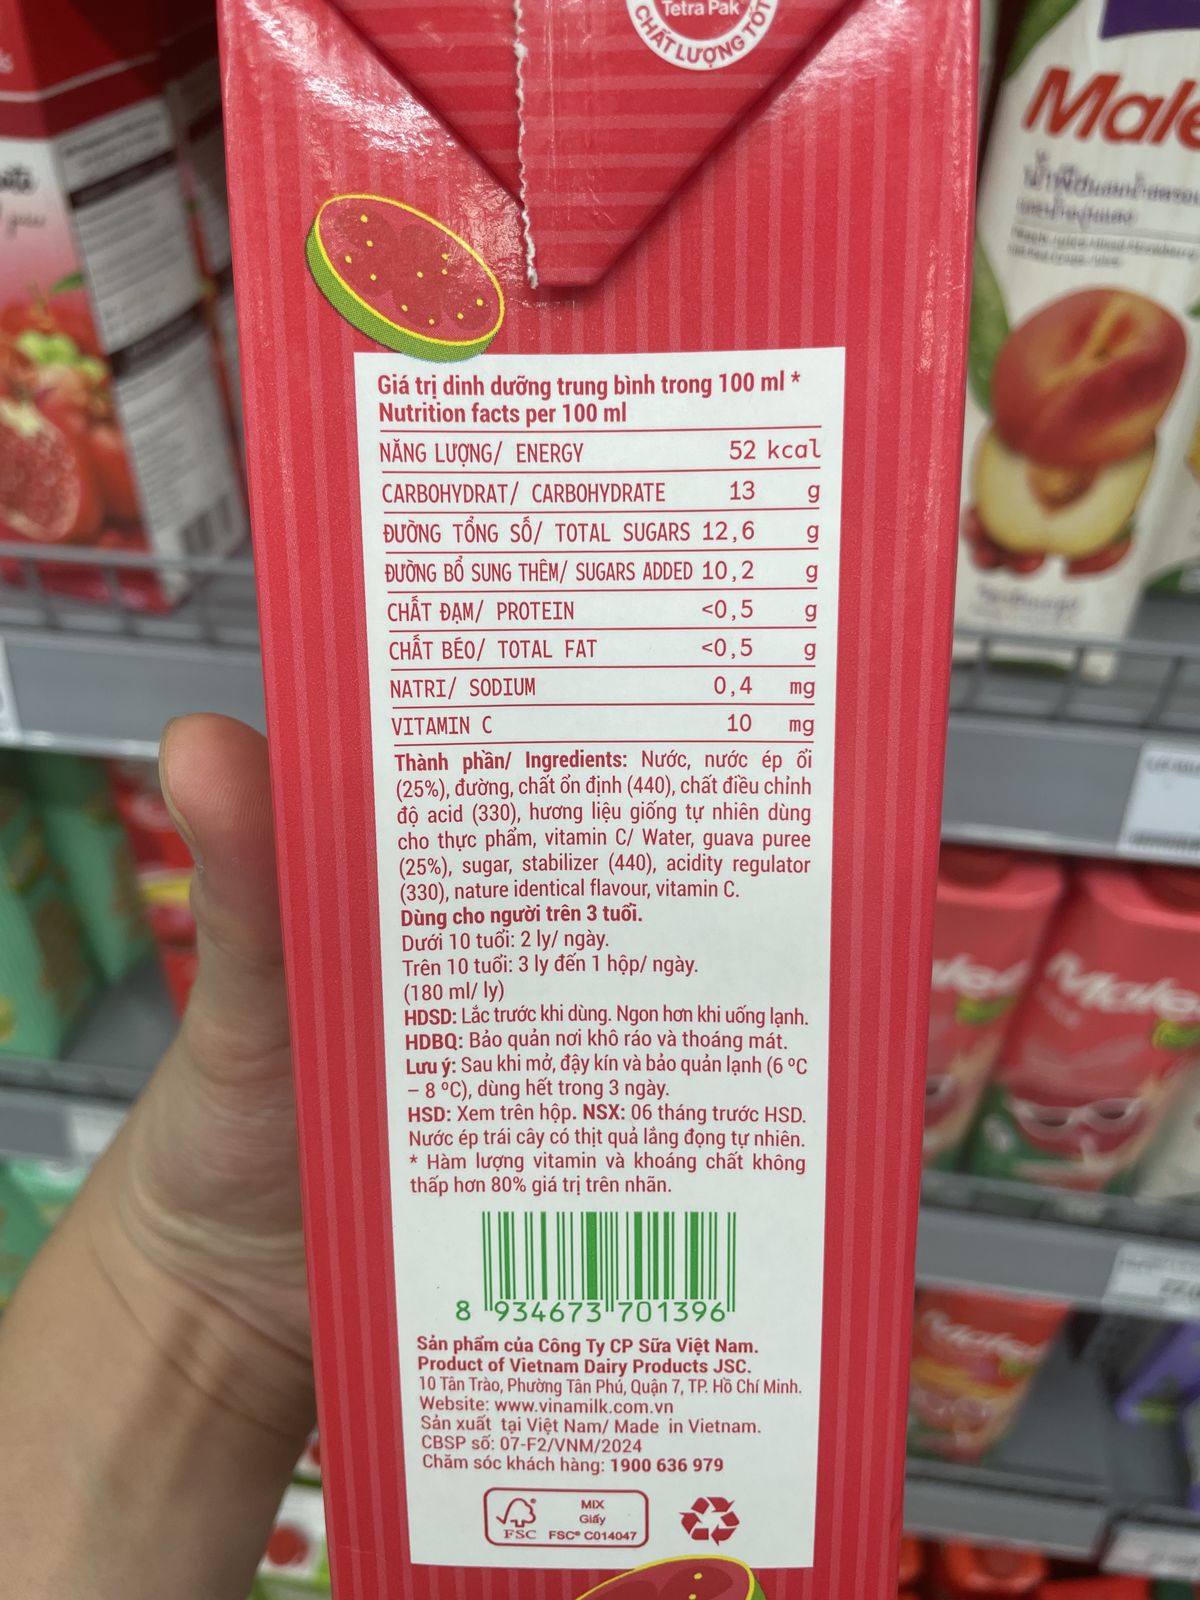 Tetra Pak
CHẤT LƯỢNG TỐT
Male
Giá trị dinh dưỡng trung bình trong 100 ml *
Nutrition facts per 100 ml
NĂNG LƯỢNG/ ENERGY 52 kcal
CARBOHYDRAT/ CARBOHYDRATE 13 g
ĐƯỜNG TỔNG SỐ/ TOTAL SUGARS 12,6 g
ĐƯỜNG BỔ SUNG THÊM/ SUGARS ADDED 10,2 g
CHẤT ĐẠM/ PROTEIN <0,5 g
CHẤT BÉO/ TOTAL FAT <0,5 g
NATRI/ SODIUM 0,4 mg
VITAMIN C 10 mg
Thành phần/ Ingredients: Nước, nước ép ổi
(25%), đường, chất ổn định (440), chất điều chỉnh
độ acid (330), hương liệu giống tự nhiên dùng
cho thực phẩm, vitamin C/ Water, guava puree
(25%), sugar, stabilizer (440), acidity regulator
(330), nature identical flavour, vitamin C.
Dùng cho người trên 3 tuổi.
Dưới 10 tuổi: 2 ly/ ngày.
Trên 10 tuổi: 3 ly đến 1 hộp/ ngày.
(180 ml/ ly)
HDSD: Lắc trước khi dùng. Ngon hơn khi uống lạnh.
HDBQ: Bảo quản nơi khô ráo và thoáng mát.
Lưu ý: Sau khi mở, đậy kín và bảo quản lạnh (6 ºC
– 8 ºC), dùng hết trong 3 ngày.
HSD: Xem trên hộp. NSX: 06 tháng trước HSD.
Nước ép trái cây có thịt quả lắng đọng tự nhiên.
* Hàm lượng vitamin và khoáng chất không
thấp hơn 80% giá trị trên nhãn.
8 934673 701396
Sản phẩm của Công Ty CP Sữa Việt Nam.
Product of Vietnam Dairy Products JSC.
10 Tân Trào, Phường Tân Phú, Quận 7, TP. Hồ Chí Minh.
Website: www.vinamilk.com.vn
Sản xuất tại Việt Nam/ Made in Vietnam.
CBSP số: 07-F2/VNM/2024
Chăm sóc khách hàng: 1900 636 979
MIX
Giấy
FSC FSC® C014047